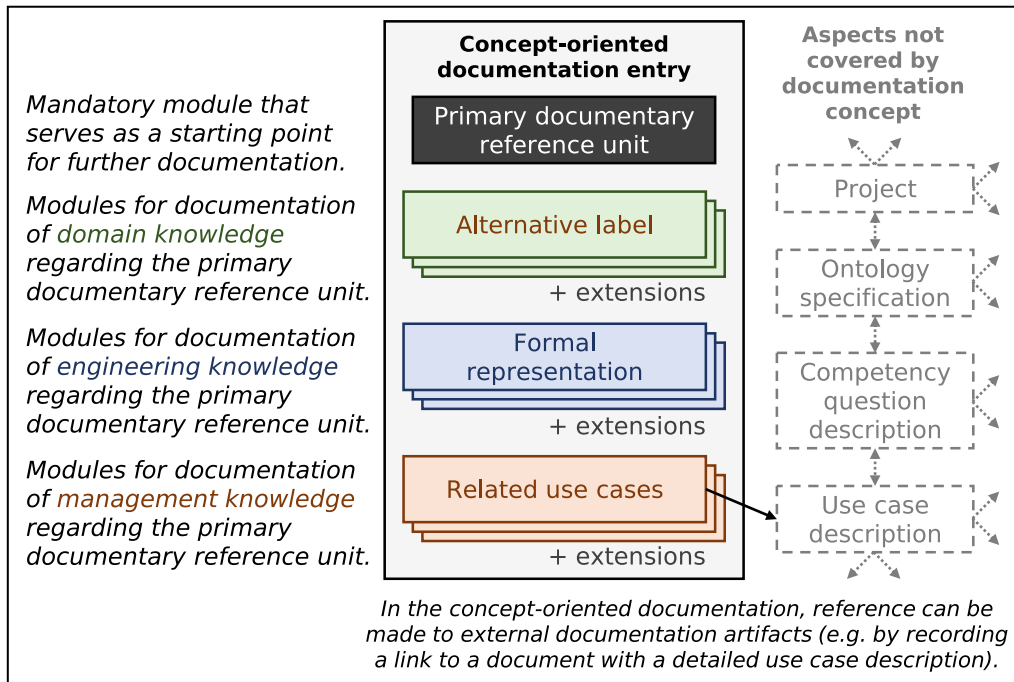 Concept-oriented
documentation entry
Aspects not
covered by
documentation
concept
Mandatory module that
serves as a starting point
for further documentation.
Primary documentary
reference unit
Modules for documentation
of domain knowledge
regarding the primary
documentary reference unit.
Alternative label
+ extensions
Modules for documentation
of engineering knowledge
regarding the primary
documentary reference unit.
Formal
representation
+ extensions
Modules for documentation
of management knowledge
regarding the primary
documentary reference unit.
Related use cases
+ extensions
Project
Ontology
specification
Competency
question
description
Use case
description
In the concept-oriented documentation, reference can be
made to external documentation artifacts (e.g. by recording
a link to a document with a detailed use case description).